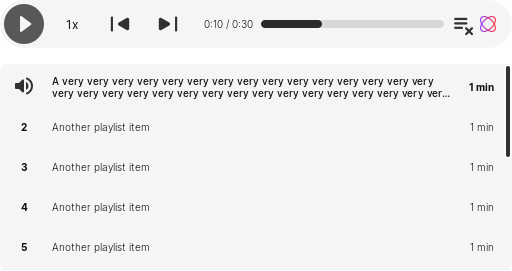 1x
0:10 / 0:30
A very very very very very very very very very very very very very very very
very very very very very very very very very very very very very very very ver...
1 min
2 Another playlist item 1 min
3 Another playlist item 1 min
4 Another playlist item 1 min
5 Another playlist item 1 min